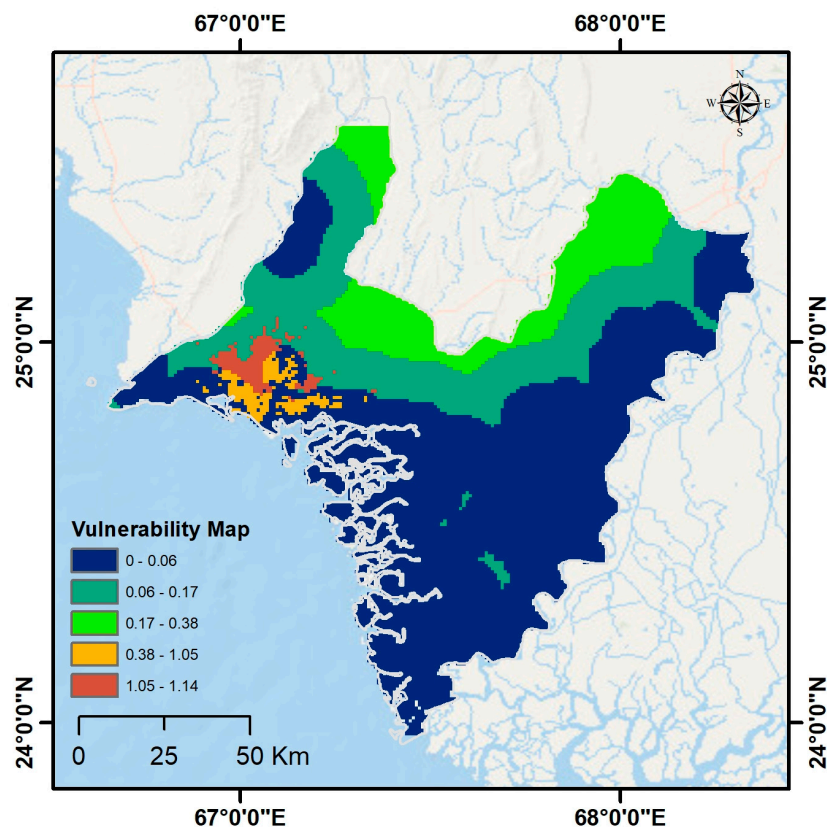 67°0'0"E 68°0'0"E
N
W E
S
25°0'0"N 25°0'0"N
Vulnerability Map
0 - 0.06
0.06 - 0.17
0.17 - 0.38
0.38 - 1.05
1.05 - 1.14
24°0'0"N 24°0'0"N
0 25 50 Km
67°0'0"E 68°0'0"E